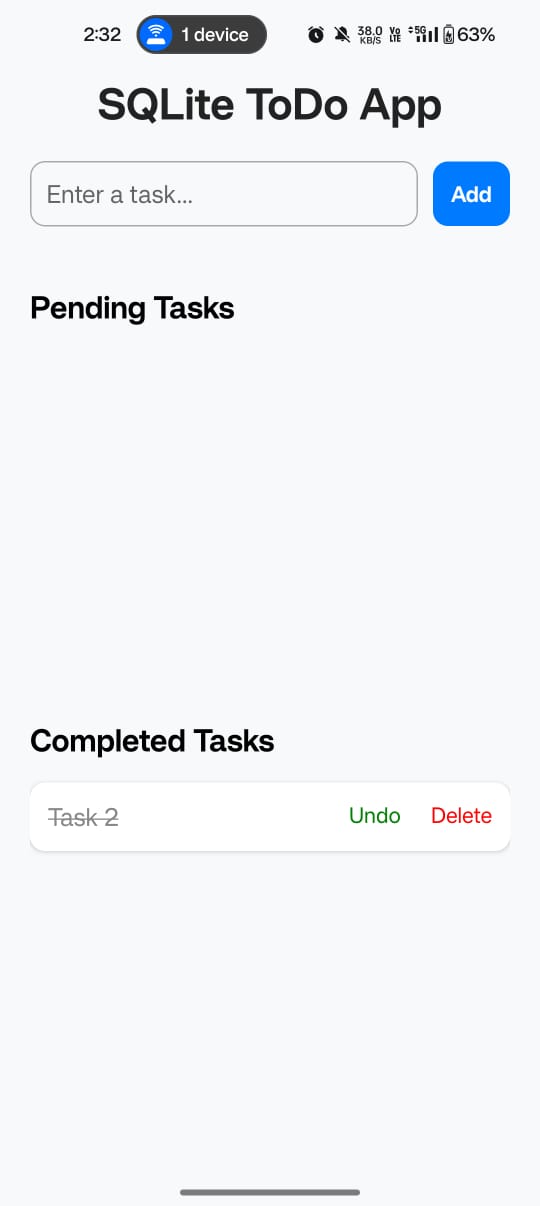 2:32 1 device 38.0 KB/S Vo LTE 5G 63%
SQLite ToDo App
Enter a task...
Add
Pending Tasks
Completed Tasks
Task 2 Undo Delete